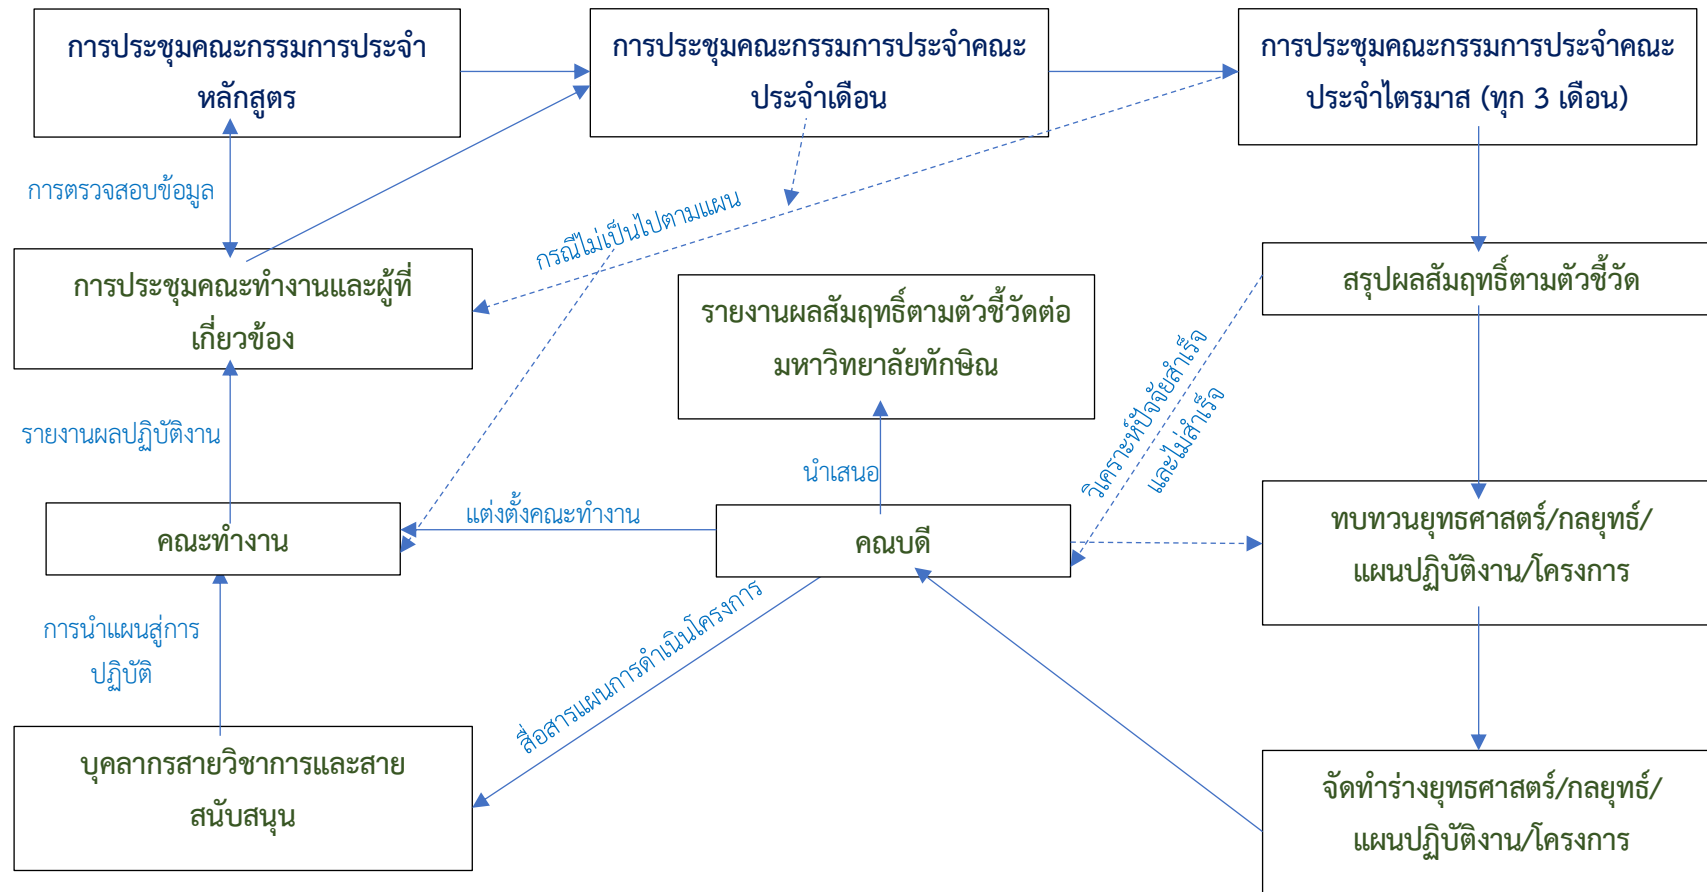 การประชุมคณะกรรมการประจำ
หลักสูตร
การประชุมคณะกรรมการประจำคณะ
ประจำเดือน
การประชุมคณะกรรมการประจำคณะ
ประจำไตรมาส (ทุก 3 เดือน)
การตรวจสอบข้อมูล
กรณีไม่เป็นไปตามแผน
การประชุมคณะทำงานและผู้ที่
เกี่ยวข้อง
รายงานผลสัมฤทธิ์ตามตัวชี้วัดต่อ
มหาวิทยาลัยทักษิณ
สรุปผลสัมฤทธิ์ตามตัวชี้วัด
วิเคราะห์ปัจจัยสำเร็จ
และไม่สำเร็จ
รายงานผลปฏิบัติงาน
นำเสนอ
แต่งตั้งคณะทำงาน
คณะทำงาน
คณบดี
ทบทวนยุทธศาสตร์/กลยุทธ์/
แผนปฏิบัติงาน/โครงการ
การนำแผนสู่การ
ปฏิบัติ
สื่อสารแผนการดำเนินโครงการ
บุคลากรสายวิชาการและสาย
สนับสนุน
จัดทำร่างยุทธศาสตร์/กลยุทธ์/
แผนปฏิบัติงาน/โครงการ